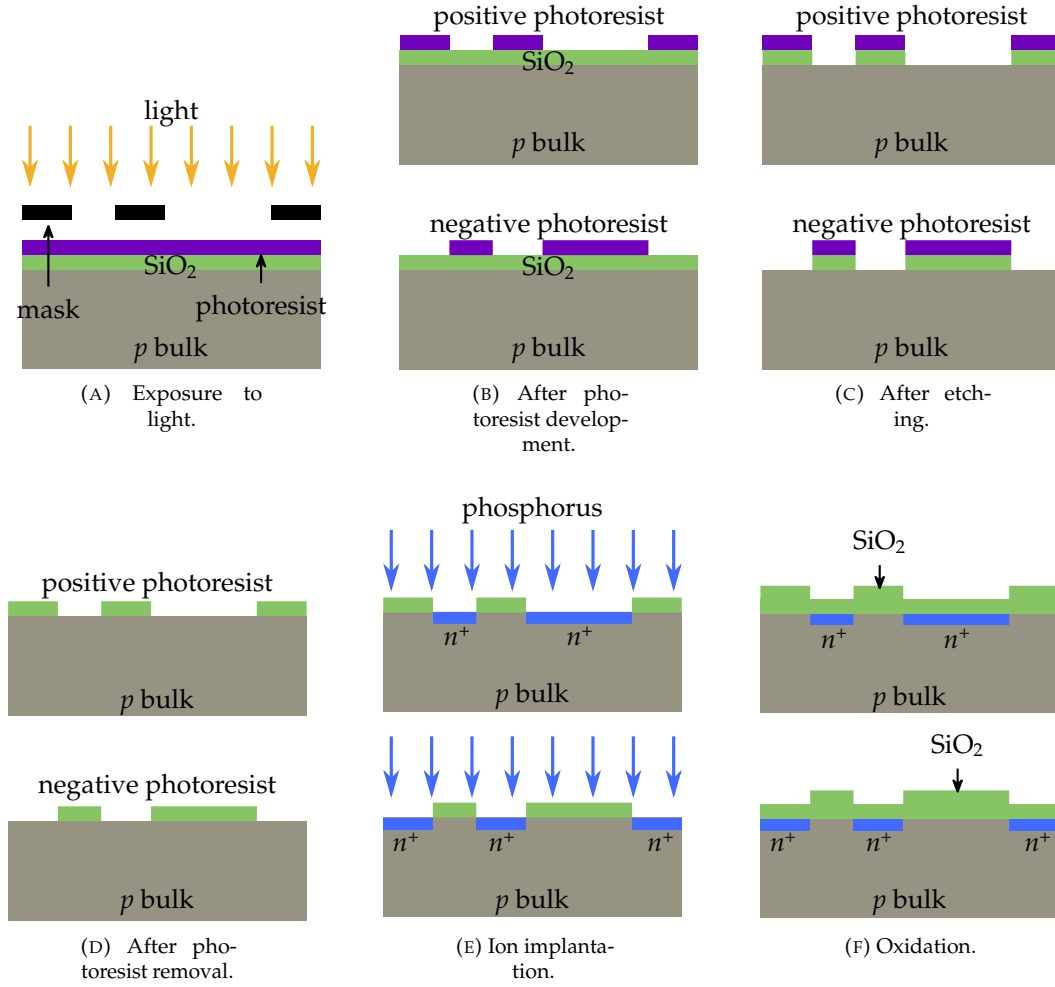 light
SiO₂
mask
photoresist
p bulk
(A) Exposure to
light.
positive photoresist
SiO₂
p bulk
negative photoresist
SiO₂
p bulk
(B) After pho-
toresist develop-
ment.
positive photoresist
p bulk
negative photoresist
p bulk
(C) After etch-
ing.
positive photoresist
p bulk
negative photoresist
p bulk
(D) After pho-
toresist removal.
phosphorus
n⁺ n⁺
p bulk
n⁺ n⁺ n⁺
p bulk
(E) Ion implanta-
tion.
SiO₂
n⁺ n⁺
p bulk
SiO₂
n⁺ n⁺ n⁺
p bulk
(F) Oxidation.